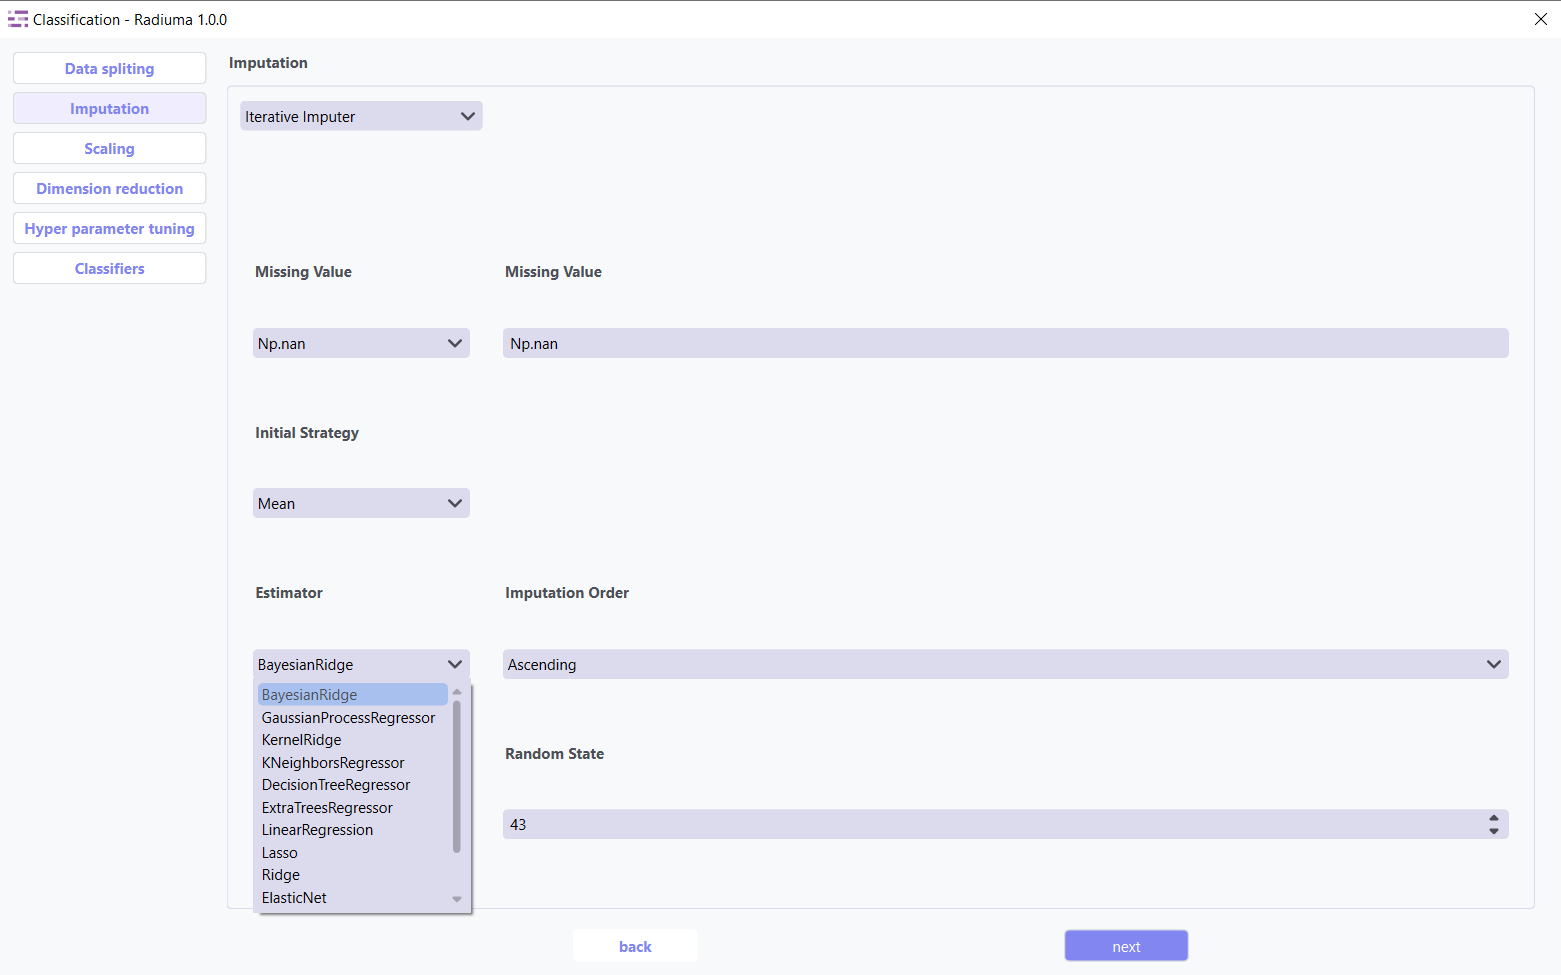 Classification - Radiuma 1.0.0
Data spliting
Imputation
Scaling
Dimension reduction
Hyper parameter tuning
Classifiers
Imputation
Iterative Imputer
Missing Value
Missing Value
Np.nan
Np.nan
Initial Strategy
Mean
Estimator
Imputation Order
BayesianRidge
Ascending
BayesianRidge
GaussianProcessRegressor
KernelRidge
KNeighborsRegressor
DecisionTreeRegressor
ExtraTreesRegressor
LinearRegression
Lasso
Ridge
ElasticNet
Random State
43
back
next